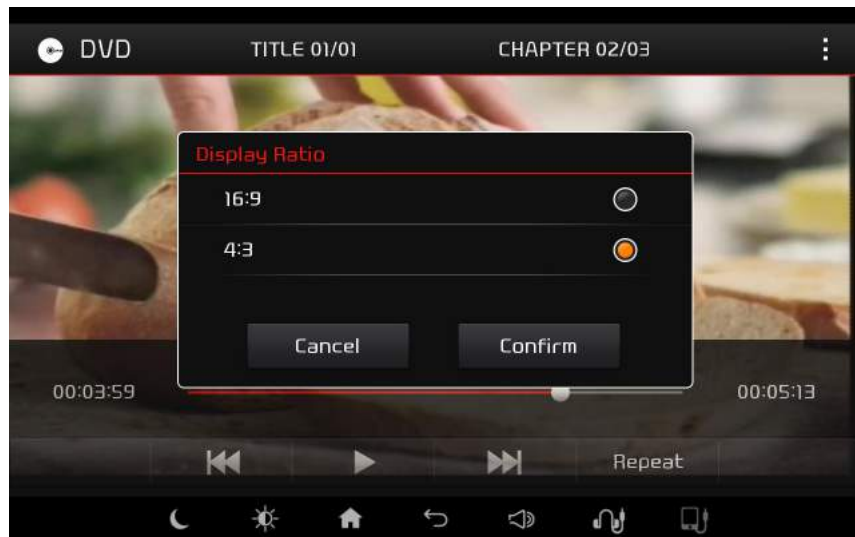 DVD TITLE 01/01 CHAPTER 02/03
Display Ratio
16:9
4:3
Cancel Confirm
00:03:59 00:05:13
Repeat